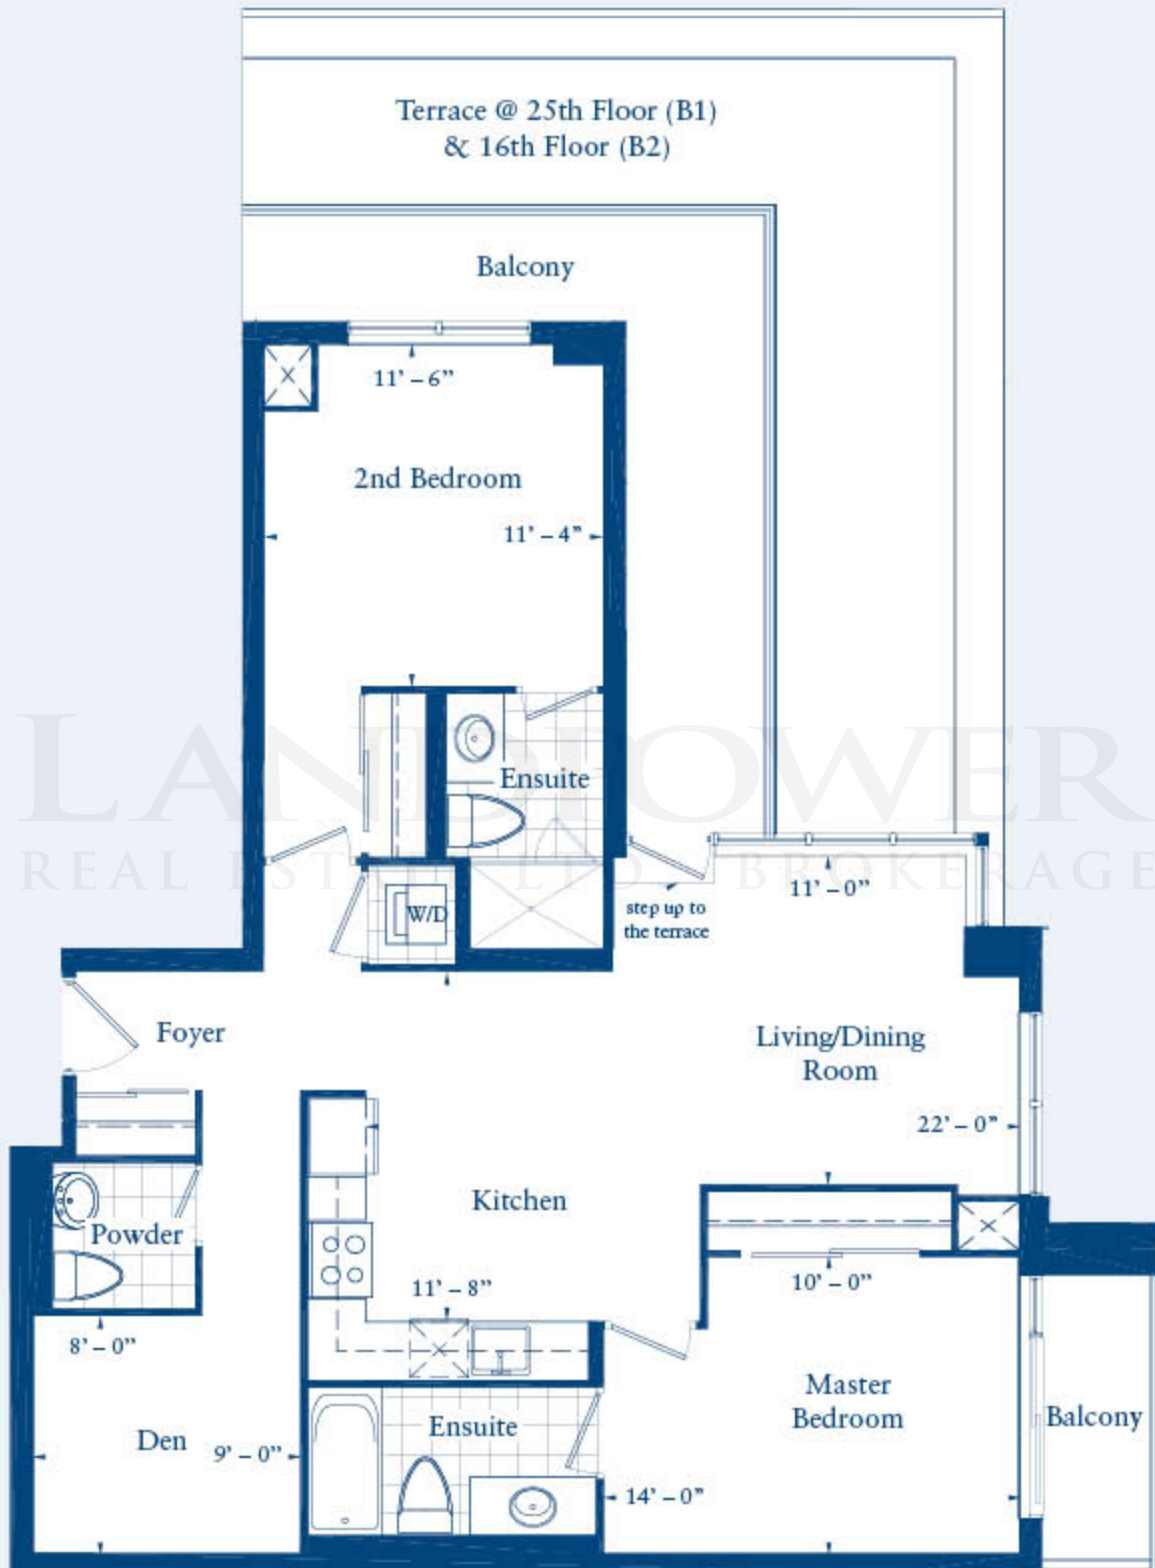 Terrace @ 25th Floor (B1)
& 16th Floor (B2)
Balcony
11’ – 6”
2nd Bedroom
11’ – 4”
LANDPOWER
REAL ESTATE LTD BROKERAGE
Ensuite
W/D
step up to
the terrace
11’ – 0”
Foyer
Living/Dining
Room
22’ – 0”
Kitchen
Powder
11’ – 8”
10’ – 0”
8’ – 0”
Master
Bedroom
Balcony
Ensuite
Den
9’ – 0”
14’ – 0”